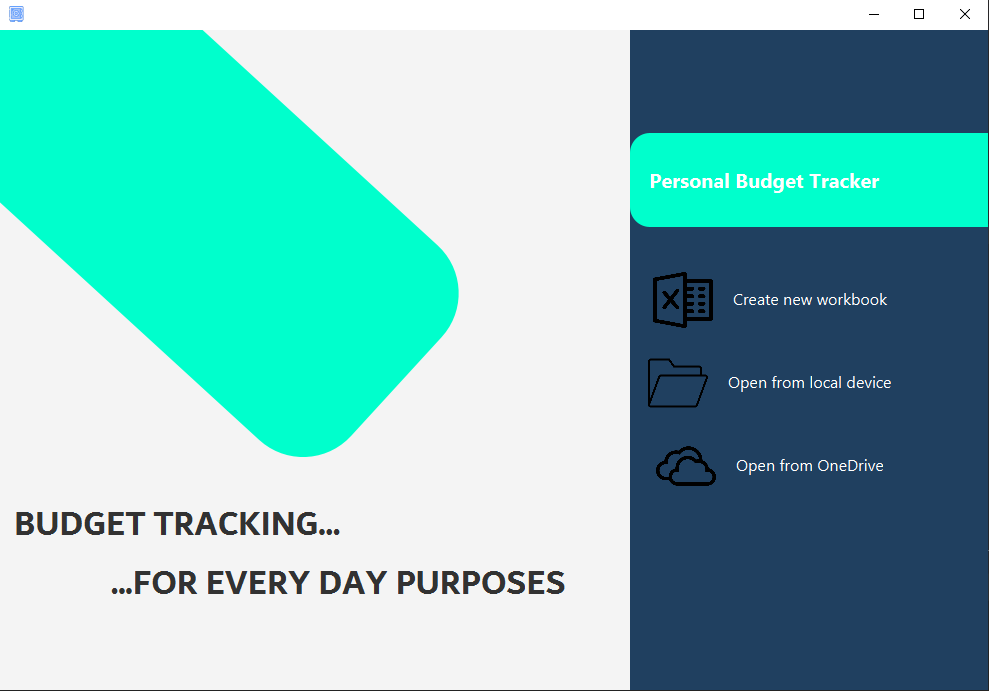 Personal Budget Tracker
Create new workbook
Open from local device
Open from OneDrive
BUDGET TRACKING...
...FOR EVERY DAY PURPOSES